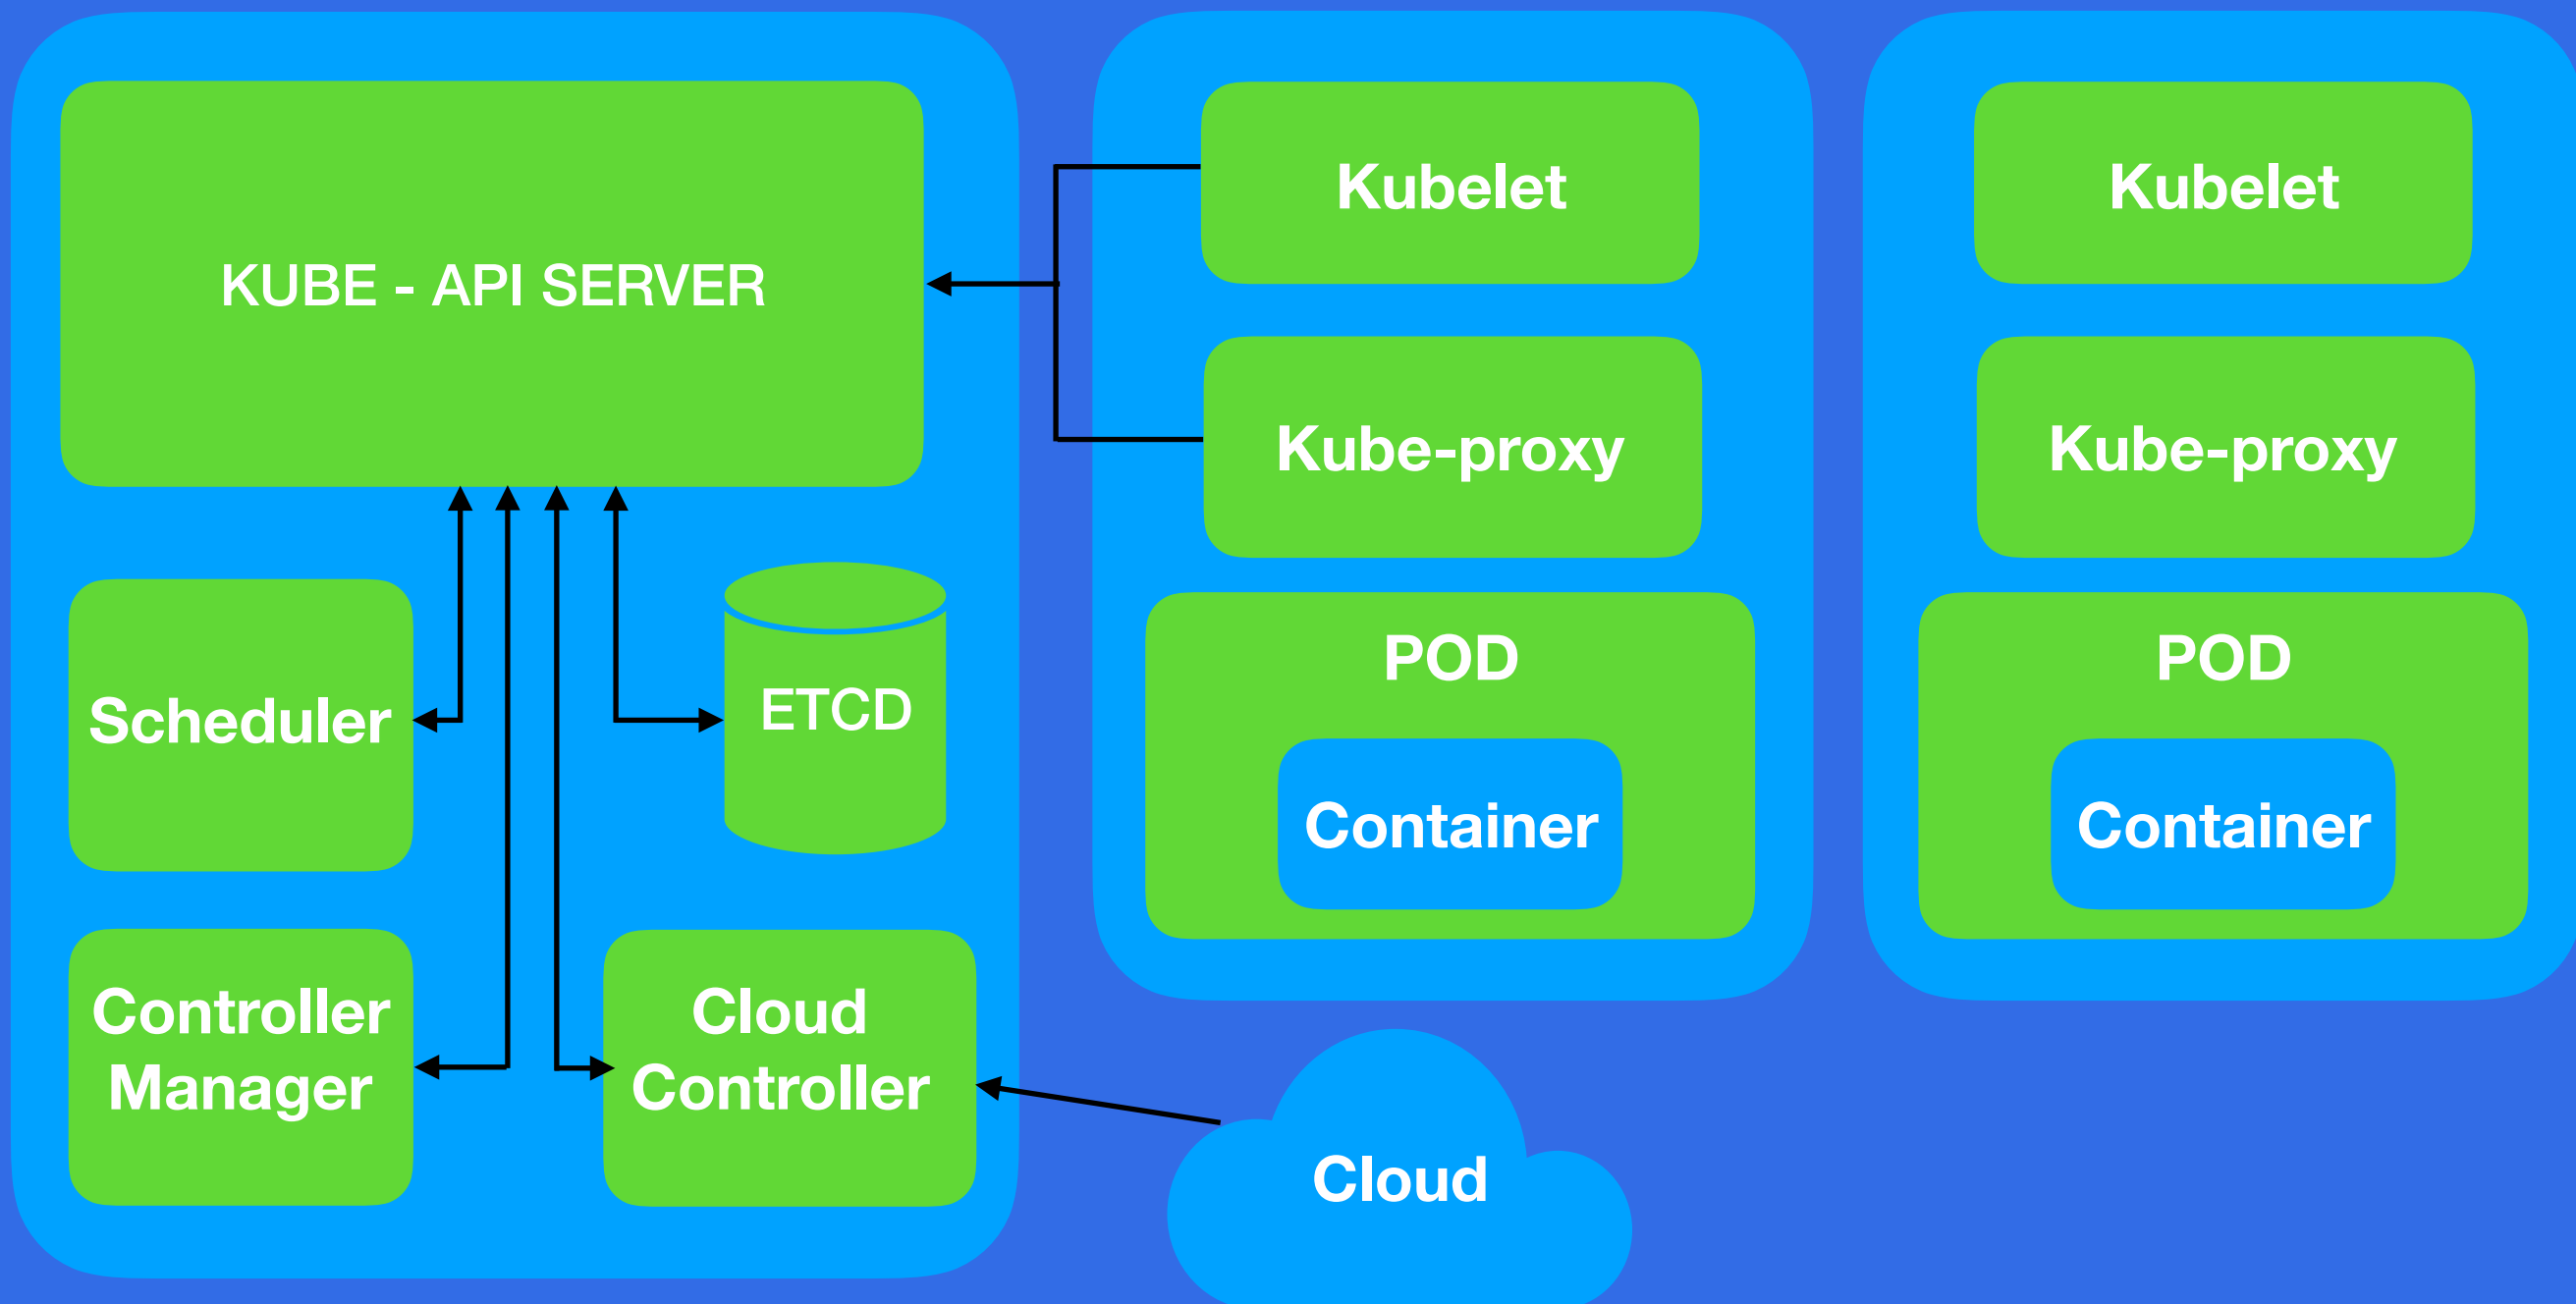 KUBE - API SERVER
Scheduler
ETCD
Controller
Manager
Cloud
Controller
Kubelet
Kube-proxy
POD
Container
Kubelet
Kube-proxy
POD
Container
Cloud